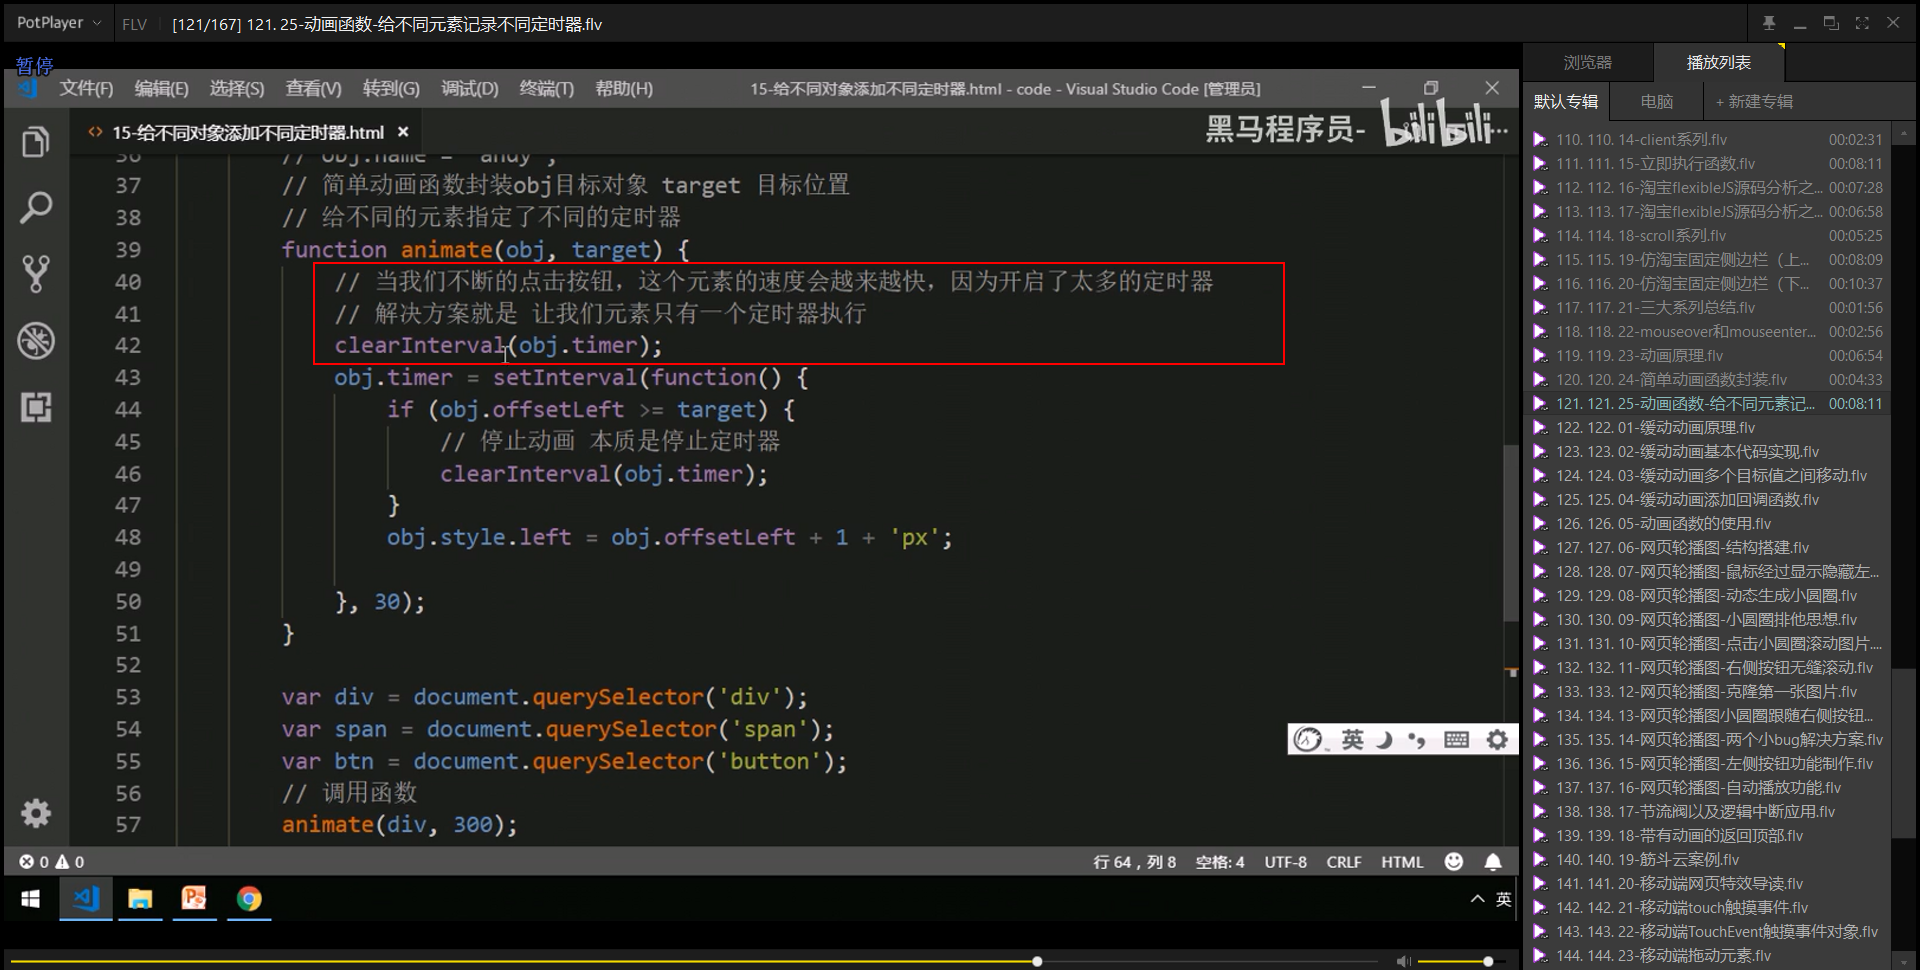 PotPlayer
FLV
[121/167] 121. 25-动画函数-给不同元素记录不同定时器.flv
暂停
文件(F) 编辑(E) 选择(S) 查看(V) 转到(G) 调试(D) 终端(T) 帮助(H)
15-给不同对象添加不同定时器.html - code - Visual Studio Code [管理员]
15-给不同对象添加不同定时器.html
黑马程序员- bilibili
36 // obj.name = 'andy';
37 // 简单动画函数封装obj目标对象 target 目标位置
38 // 给不同的元素指定了不同的定时器
39 function animate(obj, target) {
40 // 当我们不断的点击按钮，这个元素的速度会越来越快，因为开启了太多的定时器
41 // 解决方案就是 让我们元素只有一个定时器执行
42 clearInterval(obj.timer);
43 obj.timer = setInterval(function() {
44 if (obj.offsetLeft >= target) {
45 // 停止动画 本质是停止定时器
46 clearInterval(obj.timer);
47 }
48 obj.style.left = obj.offsetLeft + 1 + 'px';
49
50 }, 30);
51 }
52
53 var div = document.querySelector('div');
54 var span = document.querySelector('span');
55 var btn = document.querySelector('button');
56 // 调用函数
57 animate(div, 300);
英
0 0
行 64，列 8 空格: 4 UTF-8 CRLF HTML
英
浏览器 播放列表
默认专辑 电脑 + 新建专辑
110. 110. 14-client系列.flv 00:02:31
111. 111. 15-立即执行函数.flv 00:08:11
112. 112. 16-淘宝flexibleJS源码分析之... 00:07:28
113. 113. 17-淘宝flexibleJS源码分析之... 00:06:58
114. 114. 18-scroll系列.flv 00:05:25
115. 115. 19-仿淘宝固定侧边栏（上... 00:08:09
116. 116. 20-仿淘宝固定侧边栏（下... 00:10:37
117. 117. 21-三大系列总结.flv 00:01:56
118. 118. 22-mouseover和mouseenter... 00:02:56
119. 119. 23-动画原理.flv 00:06:54
120. 120. 24-简单动画函数封装.flv 00:04:33
121. 121. 25-动画函数-给不同元素记... 00:08:11
122. 122. 01-缓动动画原理.flv
123. 123. 02-缓动动画基本代码实现.flv
124. 124. 03-缓动动画多个目标值之间移动.flv
125. 125. 04-缓动动画添加回调函数.flv
126. 126. 05-动画函数的使用.flv
127. 127. 06-网页轮播图-结构搭建.flv
128. 128. 07-网页轮播图-鼠标经过显示隐藏左...
129. 129. 08-网页轮播图-动态生成小圆圈.flv
130. 130. 09-网页轮播图-小圆圈排他思想.flv
131. 131. 10-网页轮播图-点击小圆圈滚动图片....
132. 132. 11-网页轮播图-右侧按钮无缝滚动.flv
133. 133. 12-网页轮播图-克隆第一张图片.flv
134. 134. 13-网页轮播图小圆圈跟随右侧按钮...
135. 135. 14-网页轮播图-两个小bug解决方案.flv
136. 136. 15-网页轮播图-左侧按钮功能制作.flv
137. 137. 16-网页轮播图-自动播放功能.flv
138. 138. 17-节流阀以及逻辑中断应用.flv
139. 139. 18-带有动画的返回顶部.flv
140. 140. 19-筋斗云案例.flv
141. 141. 20-移动端网页特效导读.flv
142. 142. 21-移动端touch触摸事件.flv
143. 143. 22-移动端TouchEvent触摸事件对象.flv
144. 144. 23-移动端拖动元素.flv